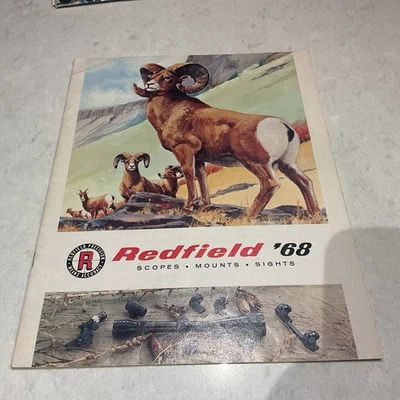 Redfield '68
SCOPES • MOUNTS • SIGHTS
R